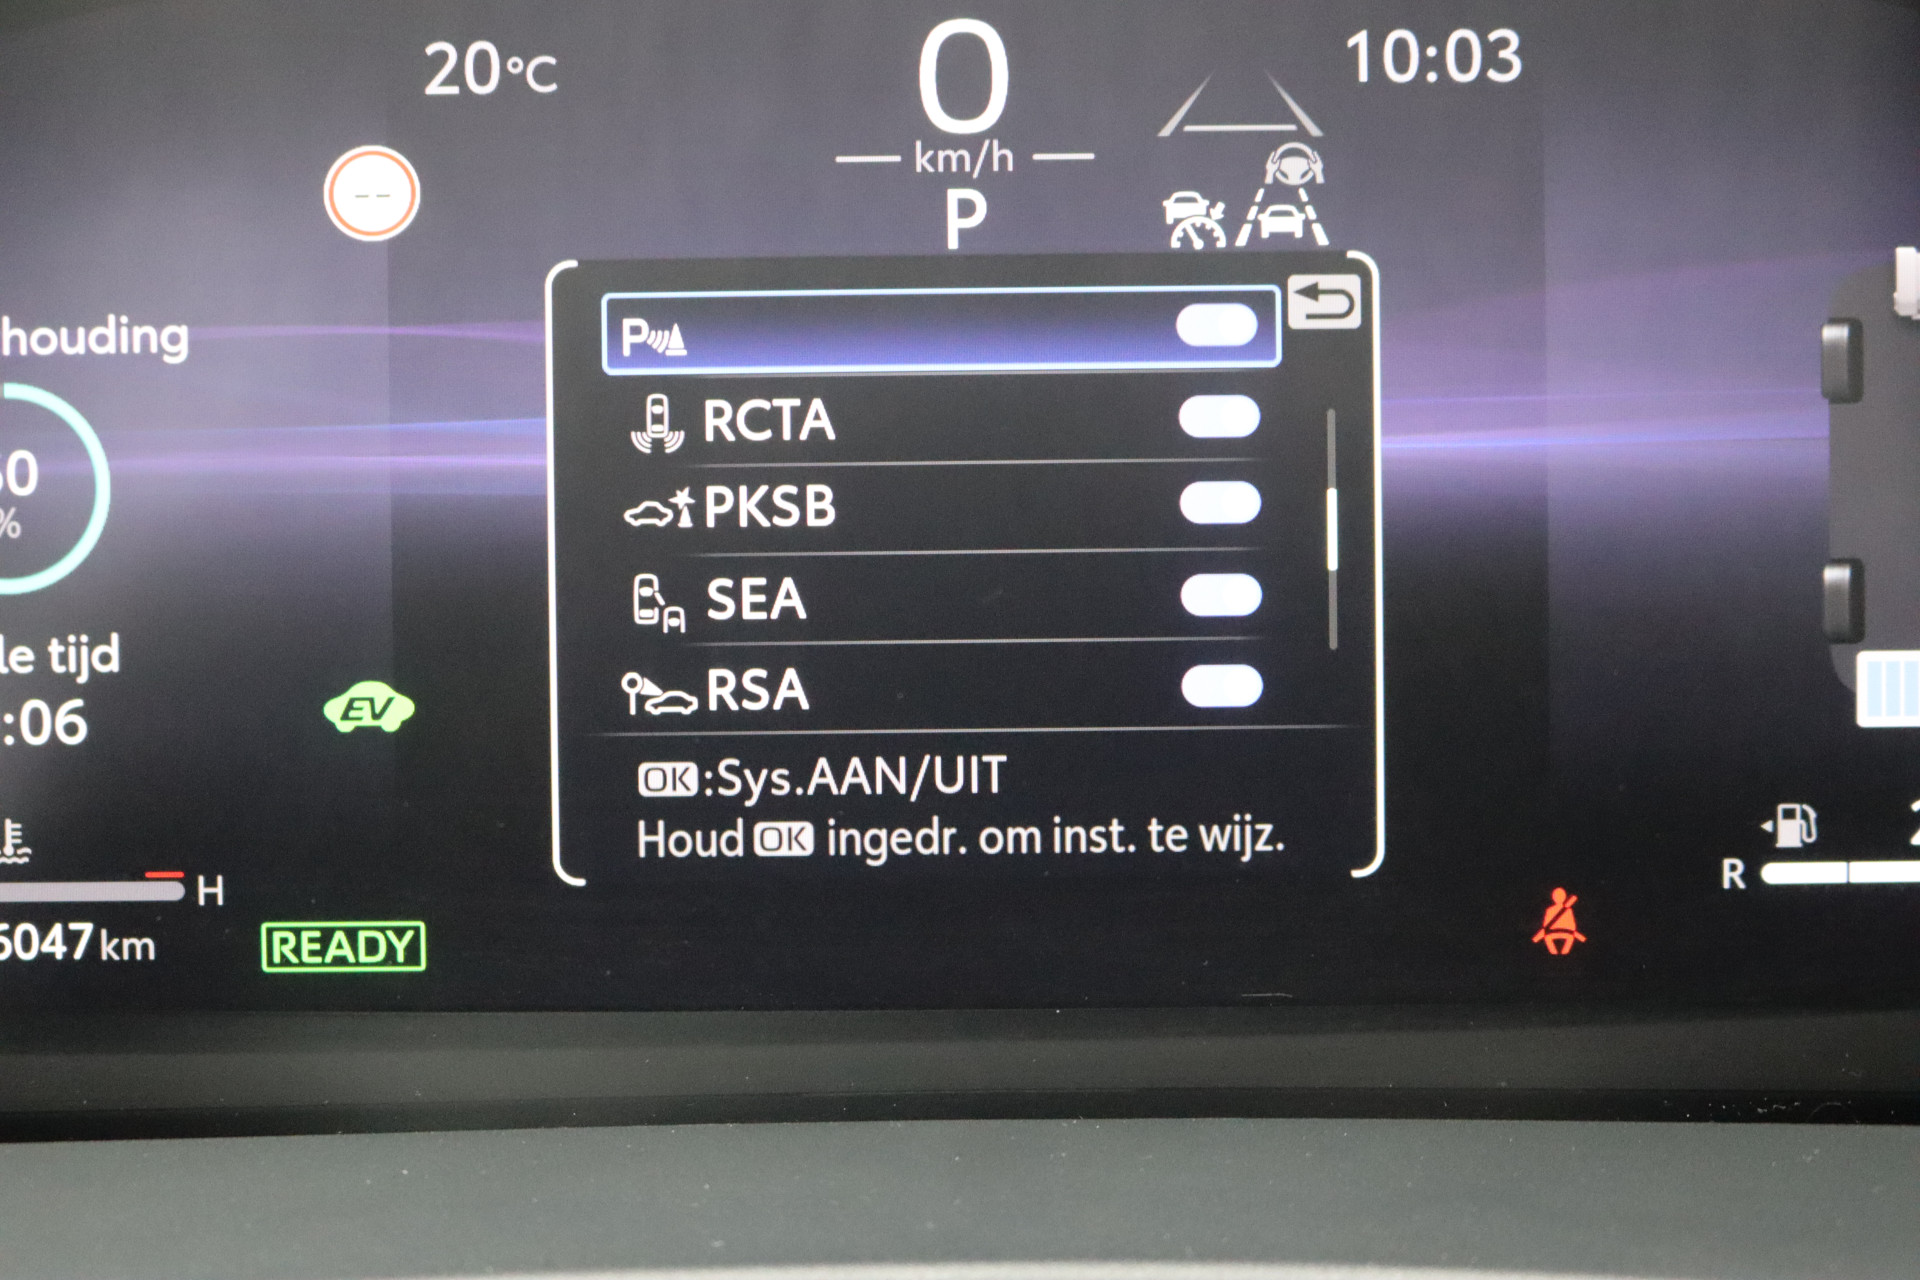 20°C
0
10:03
km/h
--
P
houding
P
RCTA
%
PKSB
SEA
le tijd
:06
EV
RSA
OK:Sys.AAN/UIT
Houd OK ingedr. om inst. te wijz.
H
R
6047 km
READY